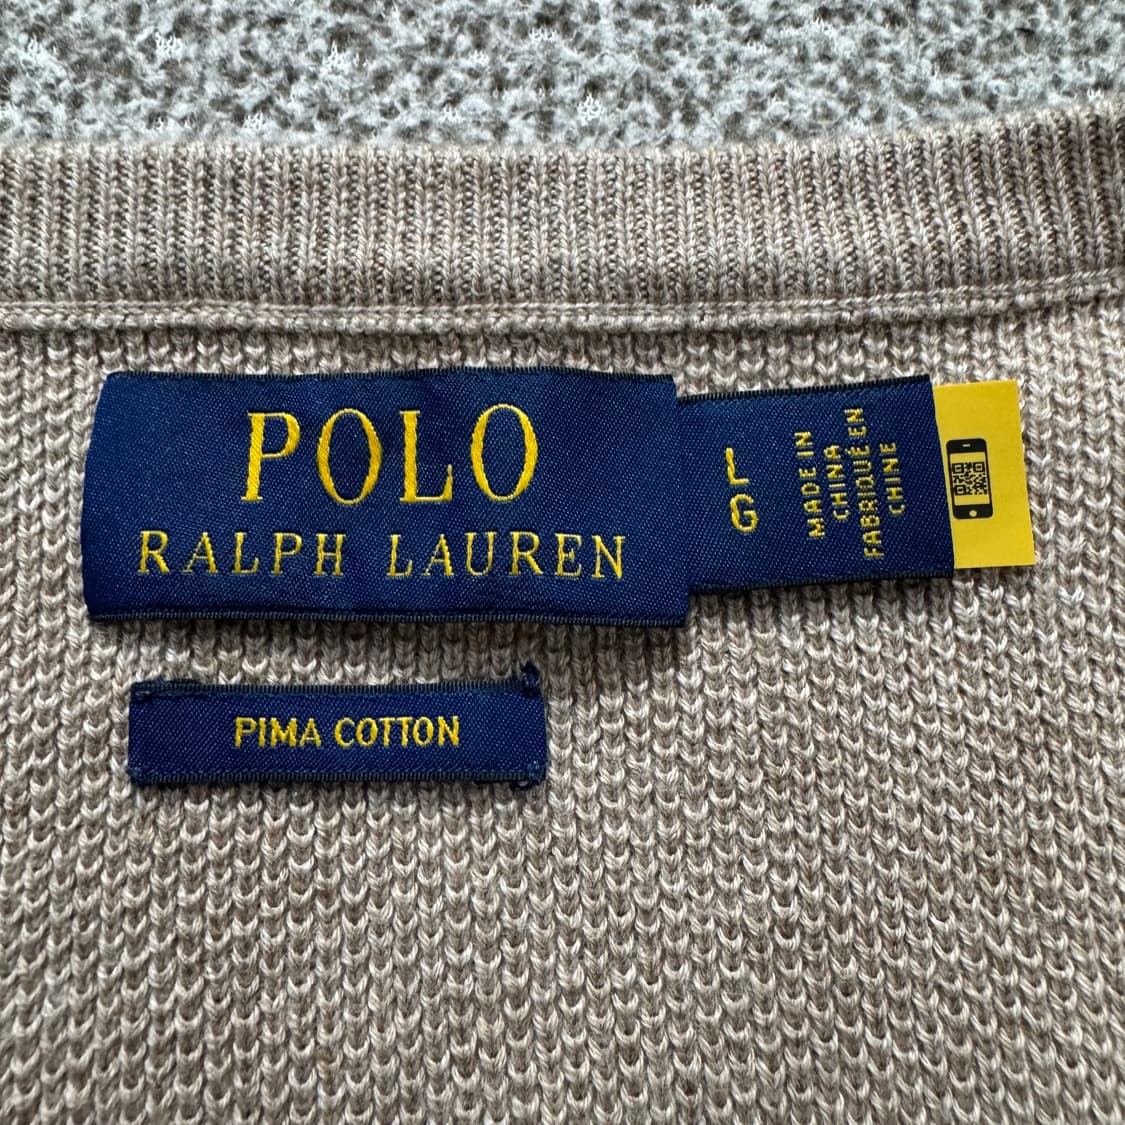 POLO
RALPH LAUREN
L
G
MADE IN
CHINA
FABRIQUÉ EN
CHINE
PIMA COTTON